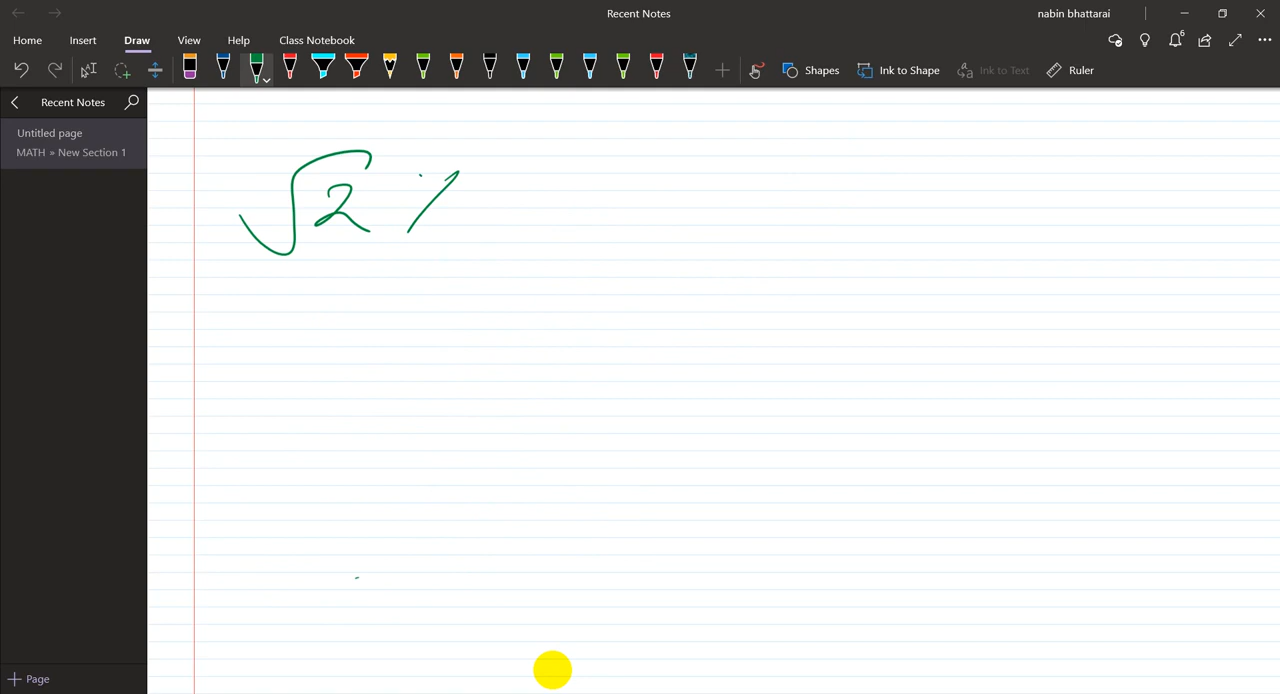 Recent Notes
nabin bhattarai
Home Insert Draw View Help Class Notebook
6
Shapes Ink to Shape Ink to Text Ruler
Recent Notes
Untitled page
MATH » New Section 1
√2
Page